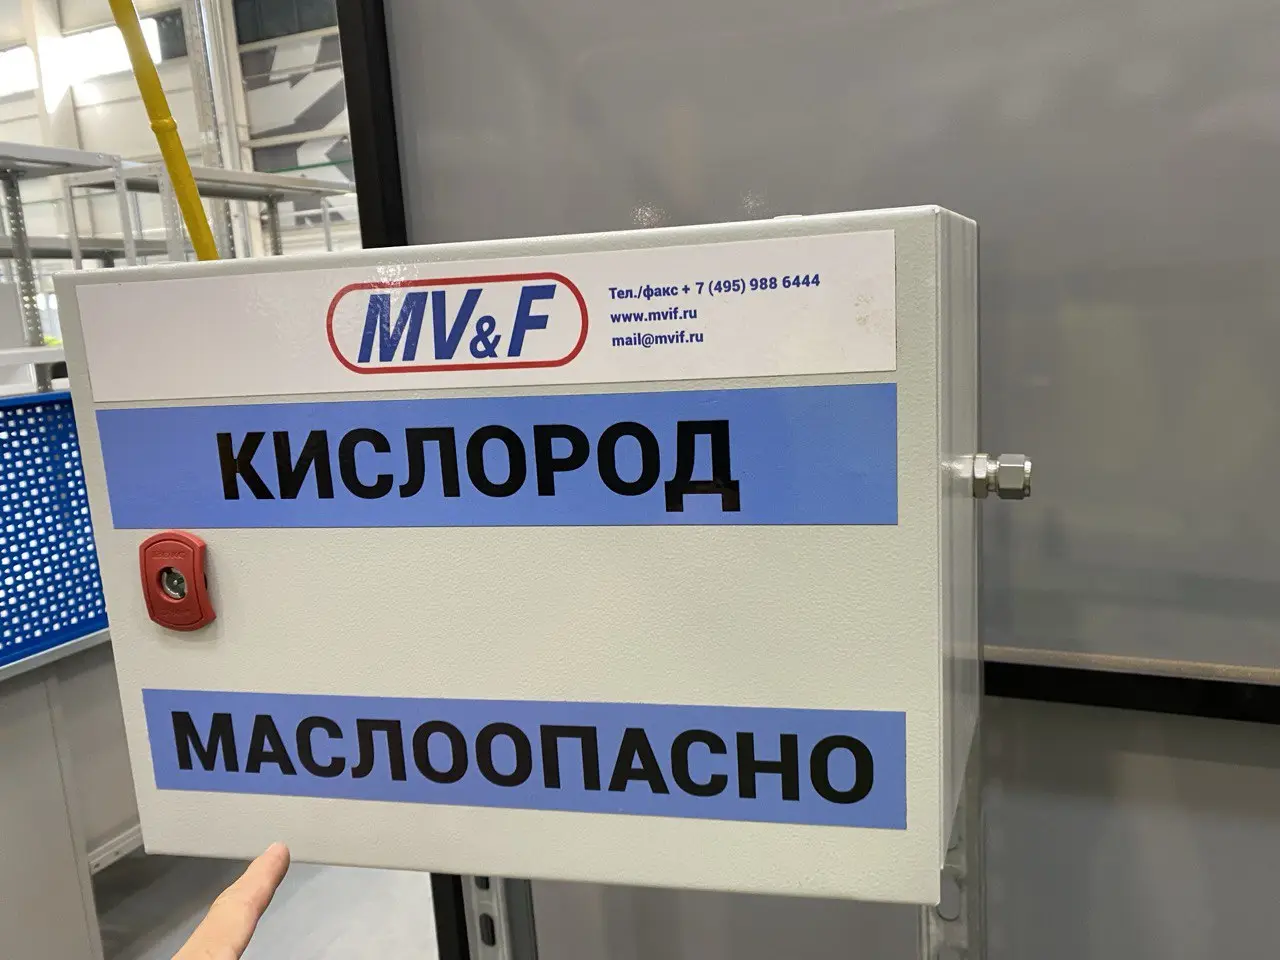 MV&F
Тел./факс + 7 (495) 988 6444
www.mvif.ru
mail@mvif.ru
КИСЛОРОД
МАСЛООПАСНО